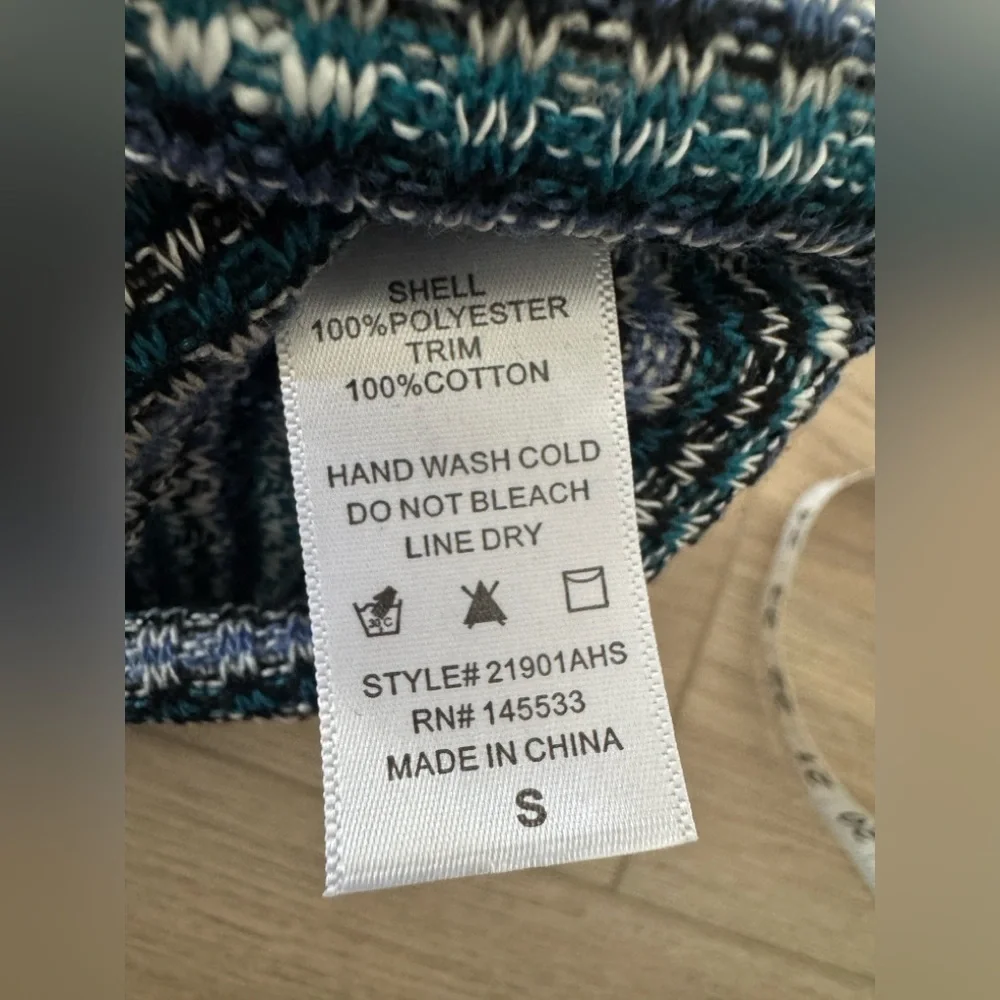 SHELL
100%POLYESTER
TRIM
100%COTTON
HAND WASH COLD
DO NOT BLEACH
LINE DRY
30°C
STYLE# 21901AHS
RN# 145533
MADE IN CHINA
S